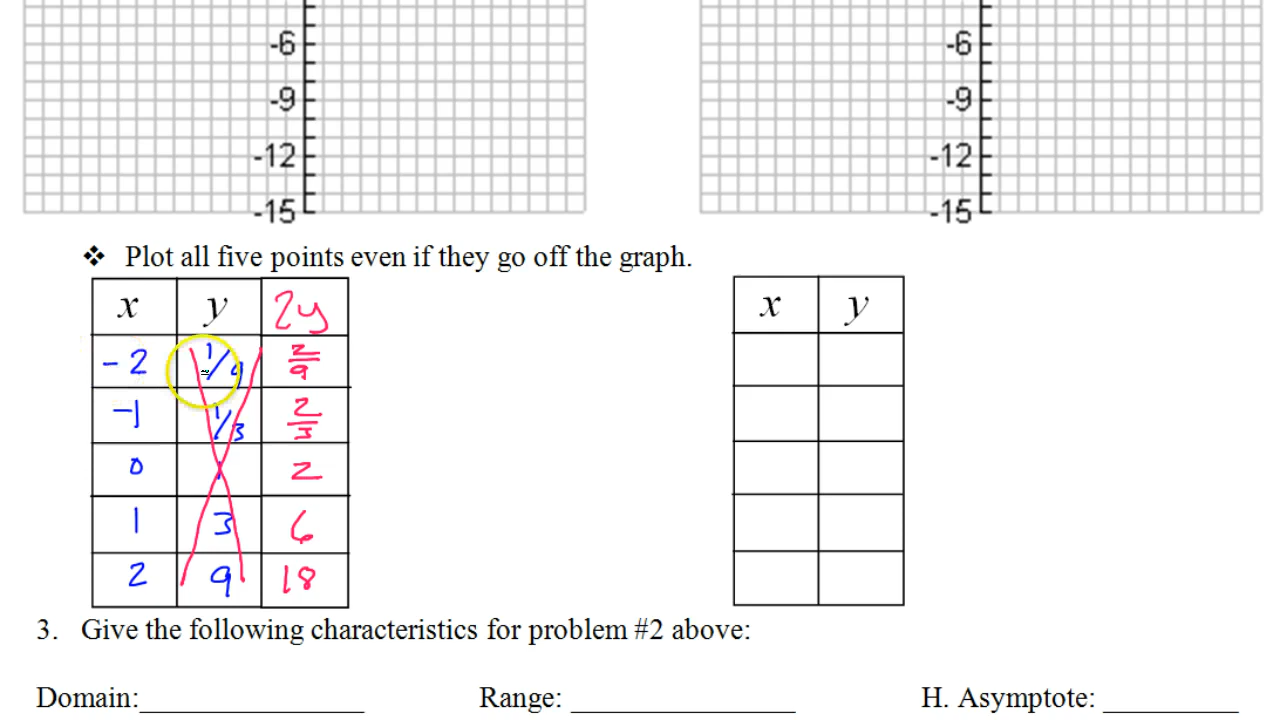 -6 -6
-9 -9
-12 -12
-15 -15
❖ Plot all five points even if they go off the graph.
x y 2y x y
-2 1/9 2/9
-1 1/3 2/3
0 1 2
1 3 6
2 9 18
3. Give the following characteristics for problem #2 above:
Domain:________________ Range: ________________ H. Asymptote: __________